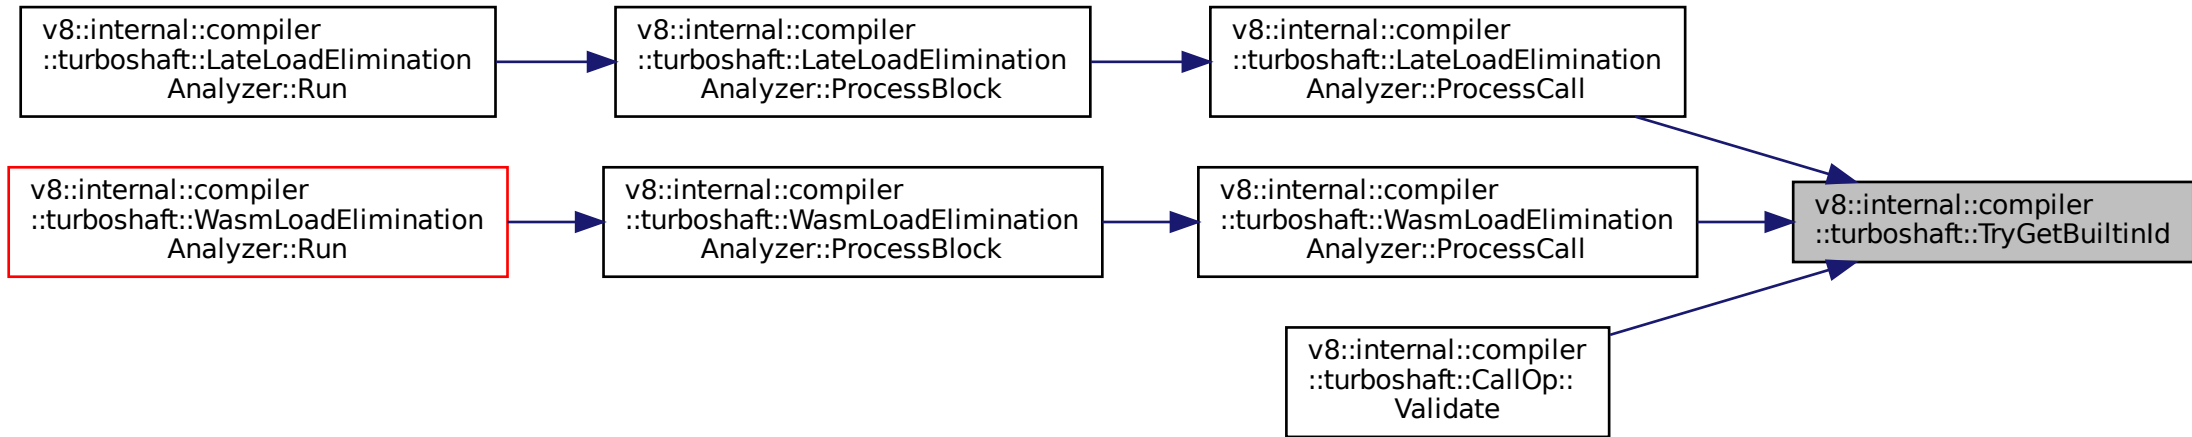 v8::internal::compiler
::turboshaft::LateLoadElimination
Analyzer::Run
v8::internal::compiler
::turboshaft::LateLoadElimination
Analyzer::ProcessBlock
v8::internal::compiler
::turboshaft::LateLoadElimination
Analyzer::ProcessCall
v8::internal::compiler
::turboshaft::WasmLoadElimination
Analyzer::Run
v8::internal::compiler
::turboshaft::WasmLoadElimination
Analyzer::ProcessBlock
v8::internal::compiler
::turboshaft::WasmLoadElimination
Analyzer::ProcessCall
v8::internal::compiler
::turboshaft::TryGetBuiltinId
v8::internal::compiler
::turboshaft::CallOp::
Validate